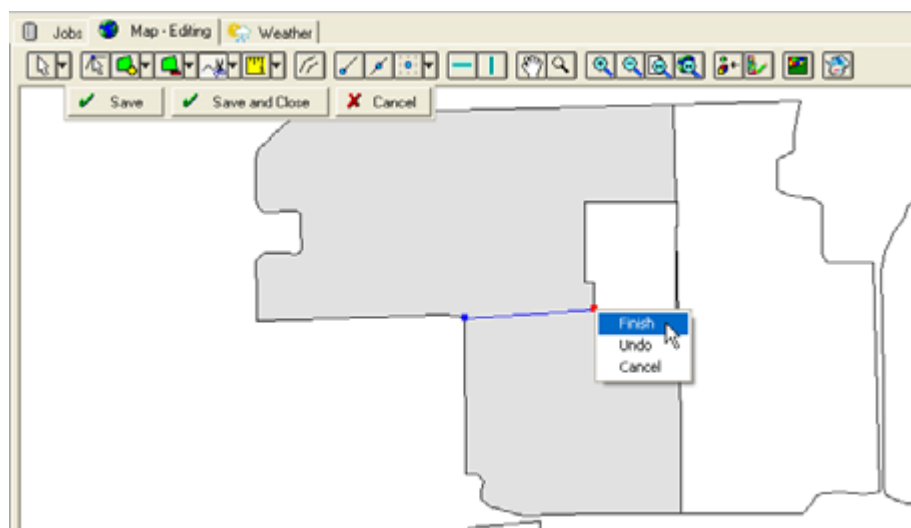 Jobs Map - Editing Weather
Save Save and Close Cancel
Finish
Undo
Cancel